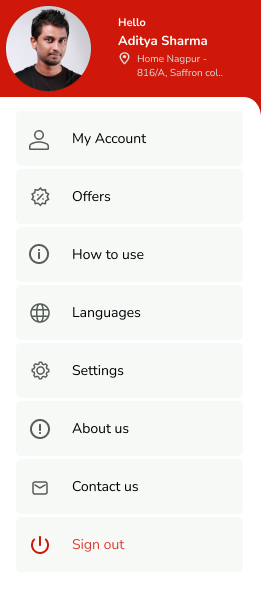 Hello
Aditya Sharma
Home Nagpur -
816/A, Saffron col..
My Account
Offers
How to use
Languages
Settings
About us
Contact us
Sign out